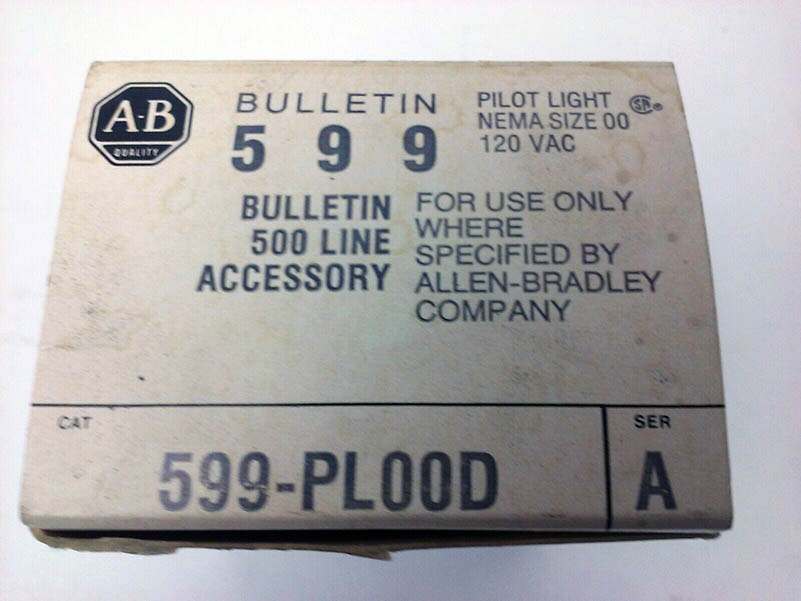 A-B
QUALITY
BULLETIN
5 9 9
PILOT LIGHT
NEMA SIZE 00
120 VAC
SA
BULLETIN
500 LINE
ACCESSORY
FOR USE ONLY
WHERE
SPECIFIED BY
ALLEN-BRADLEY
COMPANY
CAT
599-PL00D
SER
A